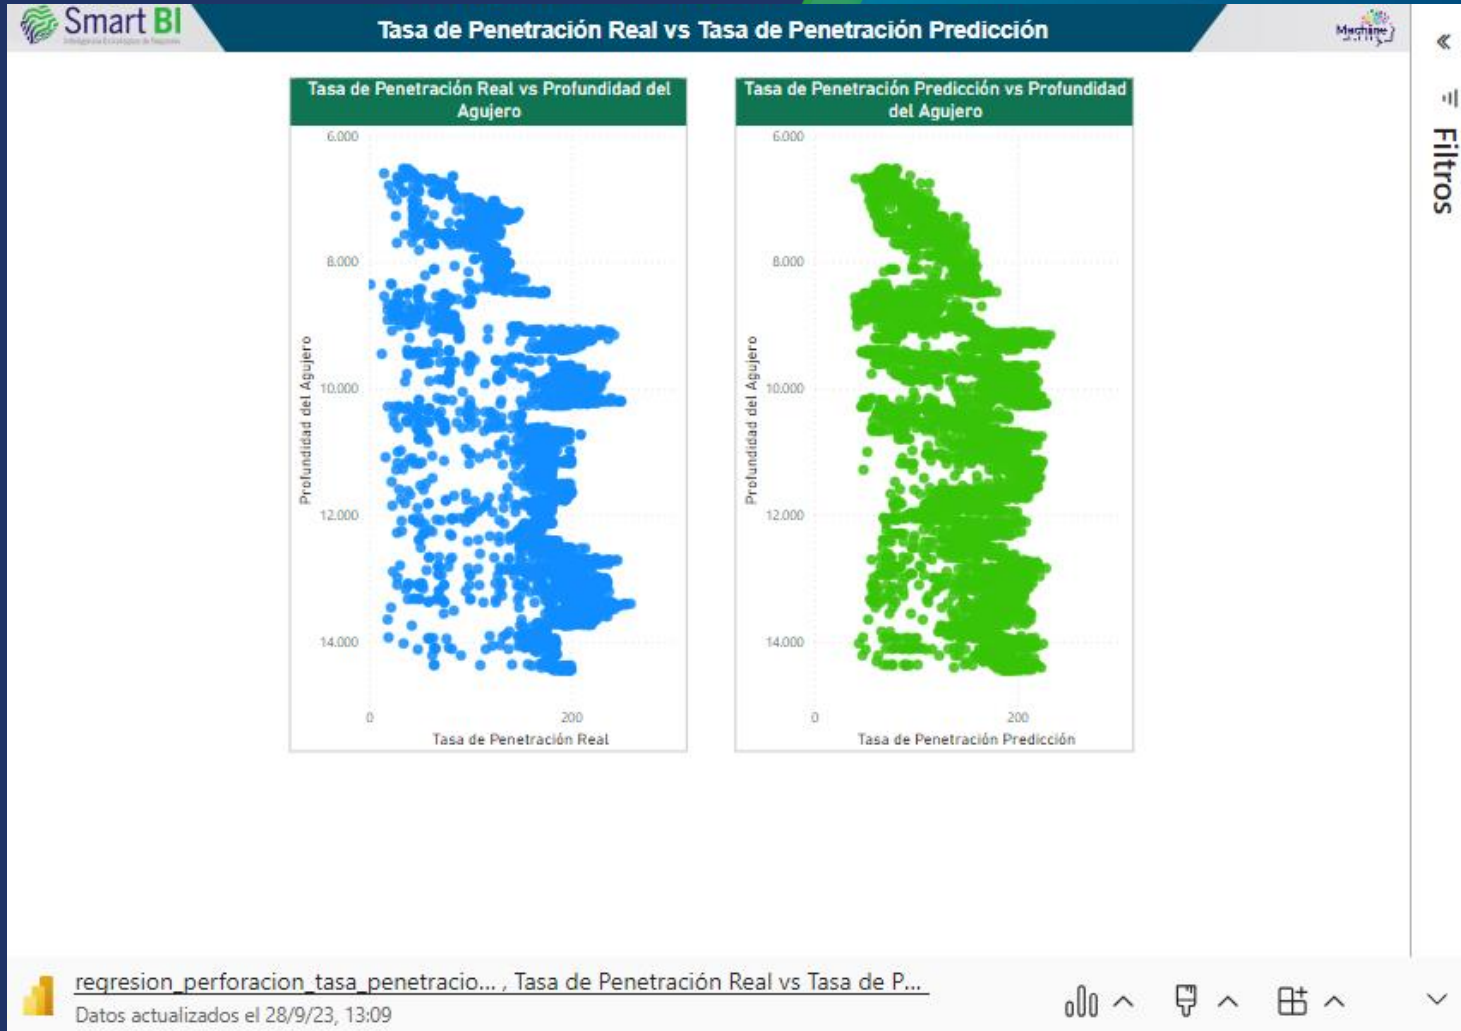 Smart BI
Tasa de Penetración Real vs Tasa de Penetración Predicción
Machine
Filtros
Tasa de Penetración Real vs Profundidad del
Agujero
6.000
8.000
10.000
12.000
14.000
Profundidad del Agujero
0
200
Tasa de Penetración Real
Tasa de Penetración Predicción vs Profundidad
del Agujero
6.000
8.000
10.000
12.000
14.000
Profundidad del Agujero
0
200
Tasa de Penetración Predicción
regresion_perforacion_tasa_penetracio... , Tasa de Penetración Real vs Tasa de P...
Datos actualizados el 28/9/23, 13:09